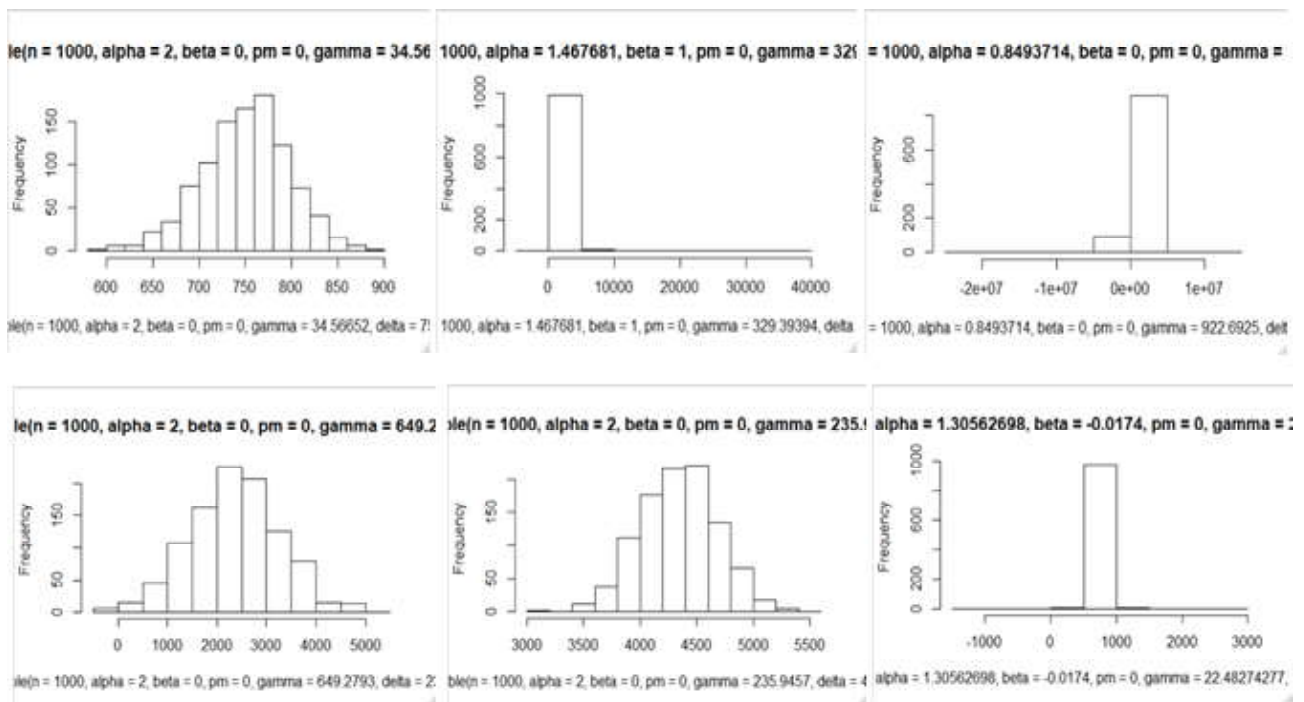 le(n = 1000, alpha = 2, beta = 0, pm = 0, gamma = 34.56
1000, alpha = 1.467681, beta = 1, pm = 0, gamma = 329
= 1000, alpha = 0.8493714, beta = 0, pm = 0, gamma =
Frequency
0 50 100 150
600 650 700 750 800 850 900
Frequency
0 200 600 1000
0 10000 20000 30000 40000
Frequency
0 200 600
-2e+07 -1e+07 0e+00 1e+07
ole(n = 1000, alpha = 2, beta = 0, pm = 0, gamma = 34.56652, delta = 75
1000, alpha = 1.467681, beta = 1, pm = 0, gamma = 329.39394, delta
= 1000, alpha = 0.8493714, beta = 0, pm = 0, gamma = 922.6925, delt
le(n = 1000, alpha = 2, beta = 0, pm = 0, gamma = 649.2
ble(n = 1000, alpha = 2, beta = 0, pm = 0, gamma = 235.9
alpha = 1.30562698, beta = -0.0174, pm = 0, gamma = 2
Frequency
0 50 150
0 1000 2000 3000 4000 5000
Frequency
0 50 150
3000 3500 4000 4500 5000 5500
Frequency
0 200 600 1000
-1000 0 1000 2000 3000
ble(n = 1000, alpha = 2, beta = 0, pm = 0, gamma = 649.2793, delta = 23
ble(n = 1000, alpha = 2, beta = 0, pm = 0, gamma = 235.9457, delta = 4
alpha = 1.30562698, beta = -0.0174, pm = 0, gamma = 22.48274277,